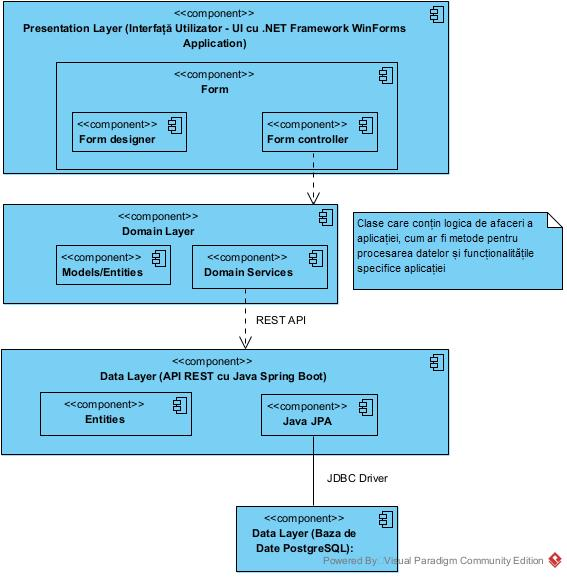 <<component>>
Presentation Layer (Interfață Utilizator - UI cu .NET Framework WinForms
Application)
<<component>>
Form
<<component>>
Form designer
<<component>>
Form controller
<<component>>
Domain Layer
<<component>>
Models/Entities
<<component>>
Domain Services
Clase care conțin logica de afaceri a
aplicației, cum ar fi metode pentru
procesarea datelor și funcționalitățile
specifice aplicației
REST API
<<component>>
Data Layer (API REST cu Java Spring Boot)
<<component>>
Entities
<<component>>
Java JPA
JDBC Driver
<<component>>
Data Layer (Baza de
Date PostgreSQL):
Powered By Visual Paradigm Community Edition